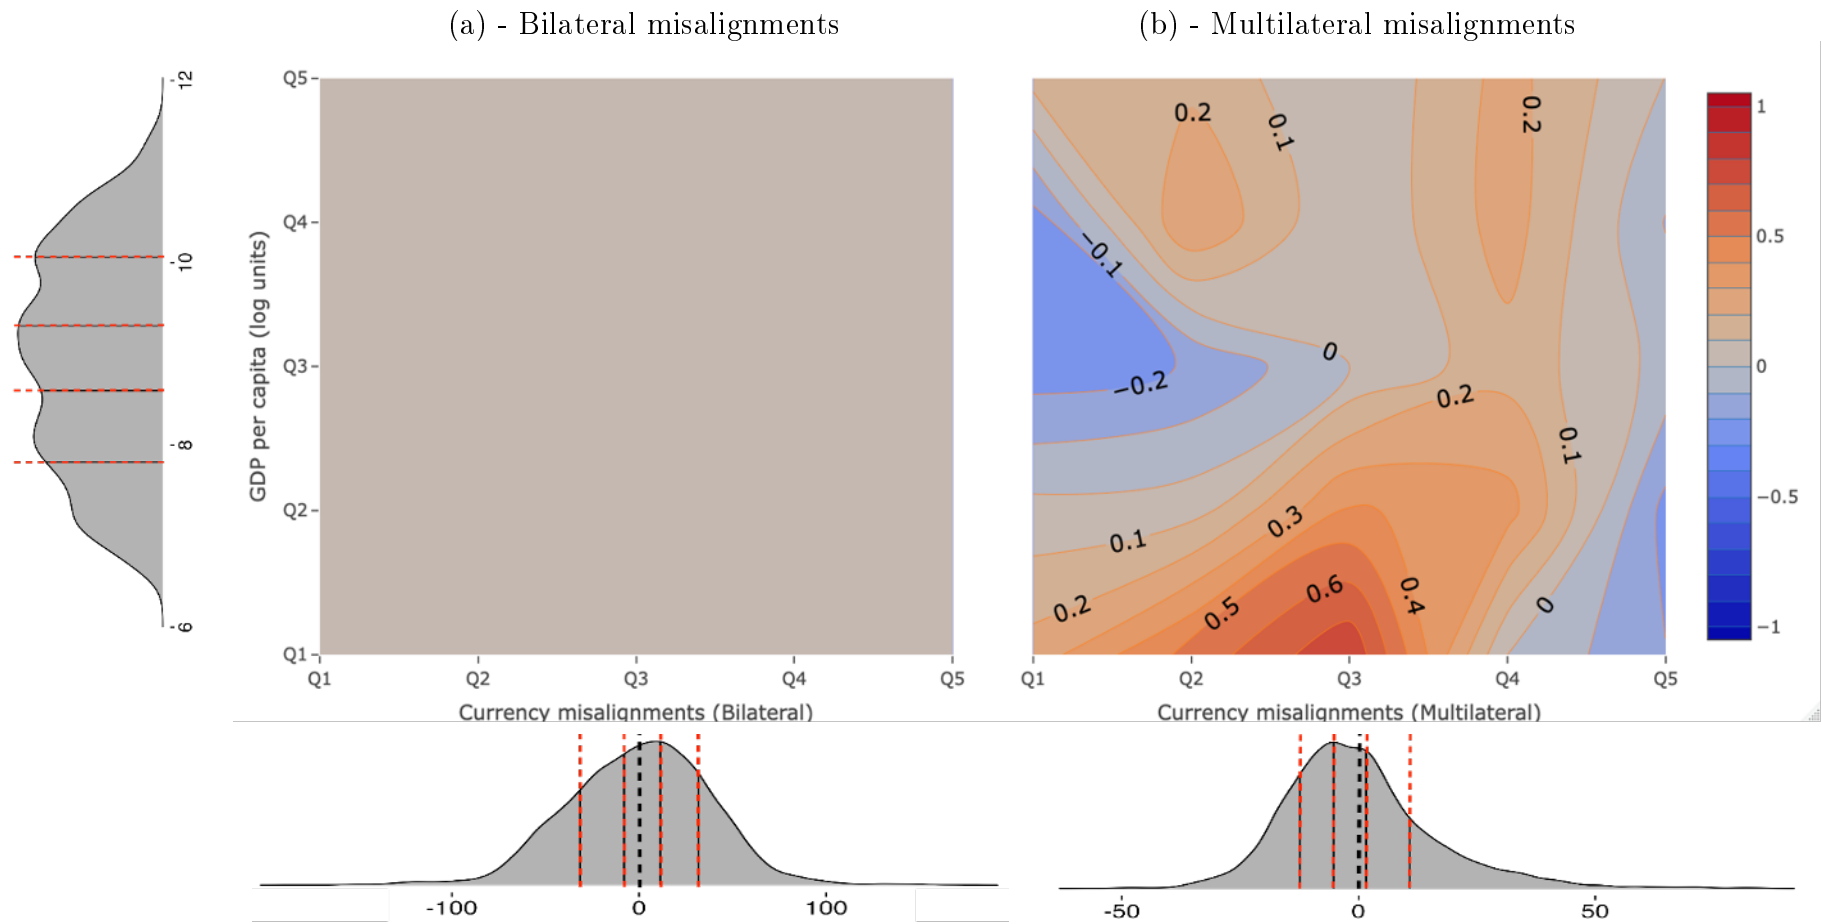 (a) - Bilateral misalignments
(b) - Multilateral misalignments
12
10
8
6
GDP per capita (log units)
Q5
Q4
Q3
Q2
Q1
Q1 Q2 Q3 Q4 Q5
Currency misalignments (Bilateral)
0.2
0.1
0.2
−0.1
0
−0.2
0.2
0.1
0.3
0.1
0.6
0.4
0.5
0.2
0
Q1 Q2 Q3 Q4 Q5
Currency misalignments (Multilateral)
1
0.5
0
−0.5
−1
-100 0 100
-50 0 50